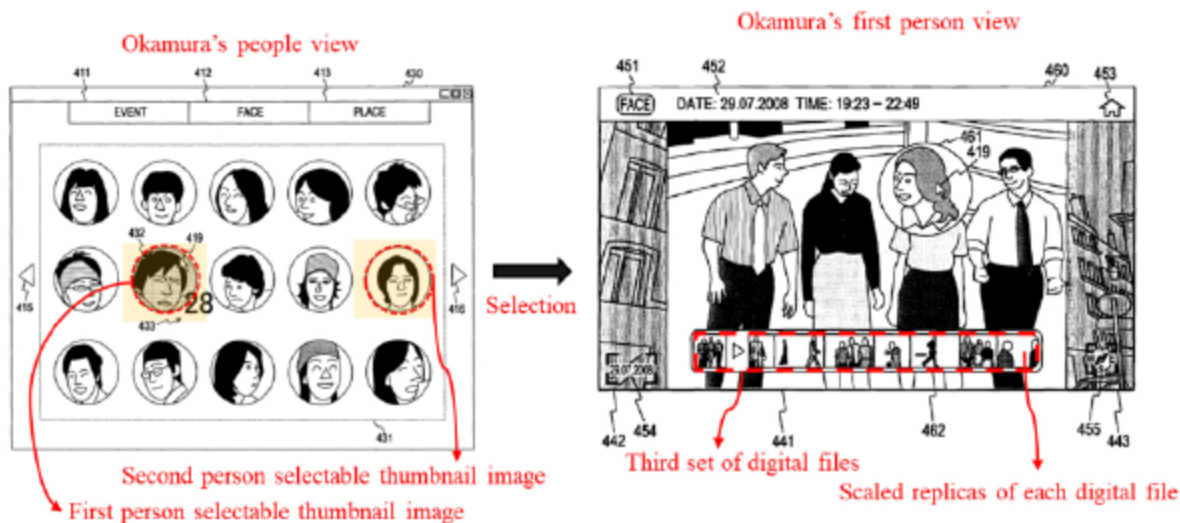 Okamura's people view
Okamura's first person view
411
412
413
430
EVENT
FACE
PLACE
432
419
28
433
415
416
431
Second person selectable thumbnail image
First person selectable thumbnail image
Selection
451
452
460
453
FACE
DATE: 29.07.2008 TIME: 19:23 – 22:49
461
419
29.07.2008
442
454
441
462
455
443
Third set of digital files
Scaled replicas of each digital file